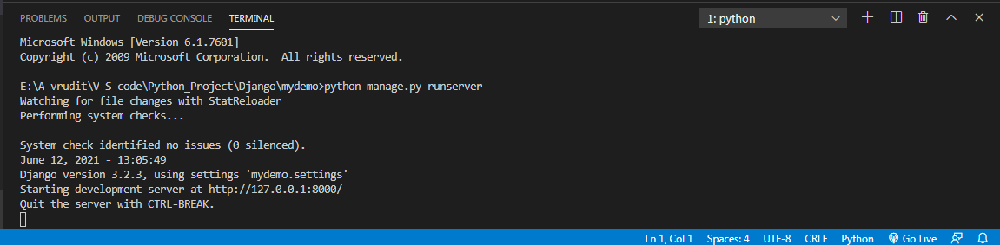 PROBLEMS OUTPUT DEBUG CONSOLE TERMINAL 1: python
Microsoft Windows [Version 6.1.7601]
Copyright (c) 2009 Microsoft Corporation.  All rights reserved.
E:\A vrudit\V S code\Python_Project\Django\mydemo>python manage.py runserver
Watching for file changes with StatReloader
Performing system checks...
System check identified no issues (0 silenced).
June 12, 2021 - 13:05:49
Django version 3.2.3, using settings 'mydemo.settings'
Starting development server at http://127.0.0.1:8000/
Quit the server with CTRL-BREAK.
Ln 1, Col 1 Spaces: 4 UTF-8 CRLF Python Go Live